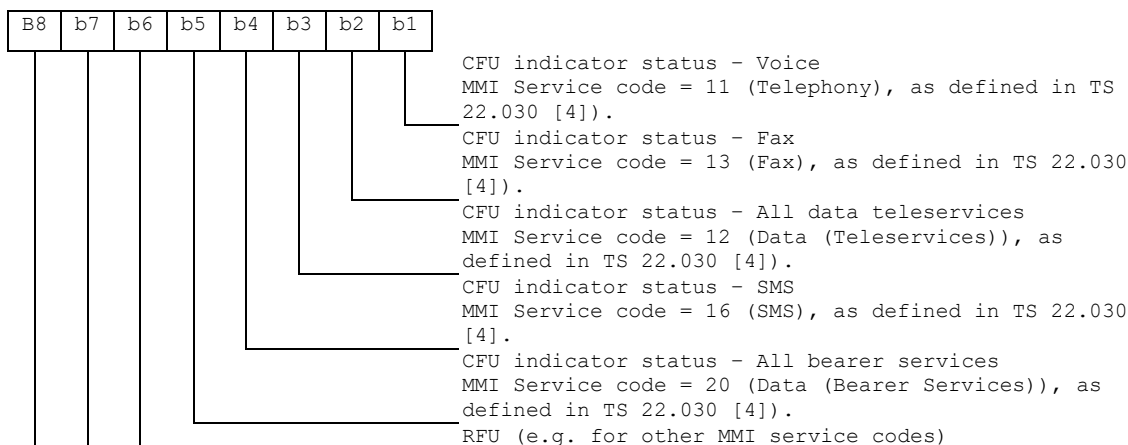 B8 b7 b6 b5 b4 b3 b2 b1
CFU indicator status – Voice
MMI Service code = 11 (Telephony), as defined in TS
22.030 [4]).
CFU indicator status – Fax
MMI Service code = 13 (Fax), as defined in TS 22.030
[4]).
CFU indicator status – All data teleservices
MMI Service code = 12 (Data (Teleservices)), as
defined in TS 22.030 [4]).
CFU indicator status – SMS
MMI Service code = 16 (SMS), as defined in TS 22.030
[4].
CFU indicator status – All bearer services
MMI Service code = 20 (Data (Bearer Services)), as
defined in TS 22.030 [4]).
RFU (e.g. for other MMI service codes)